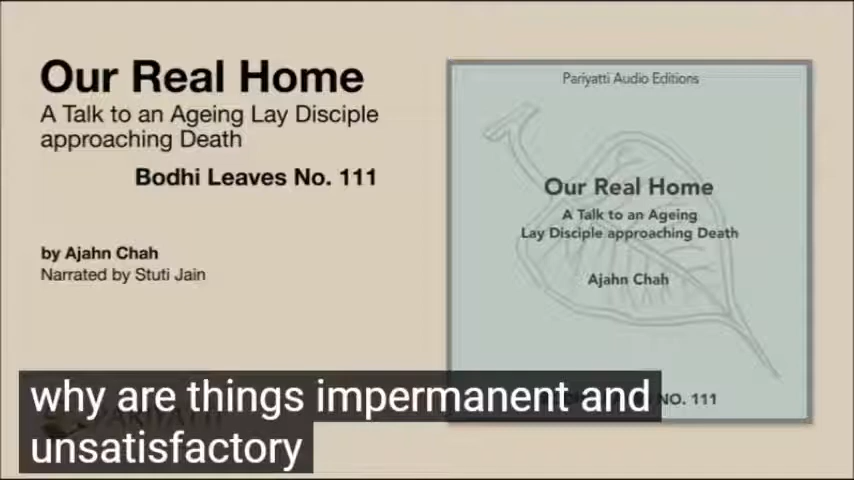 Our Real Home
A Talk to an Ageing Lay Disciple
approaching Death
Bodhi Leaves No. 111
by Ajahn Chah
Narrated by Stuti Jain
Pariyatti Audio Editions
Our Real Home
A Talk to an Ageing
Lay Disciple approaching Death
Ajahn Chah
NO. 111
why are things impermanent and
unsatisfactory